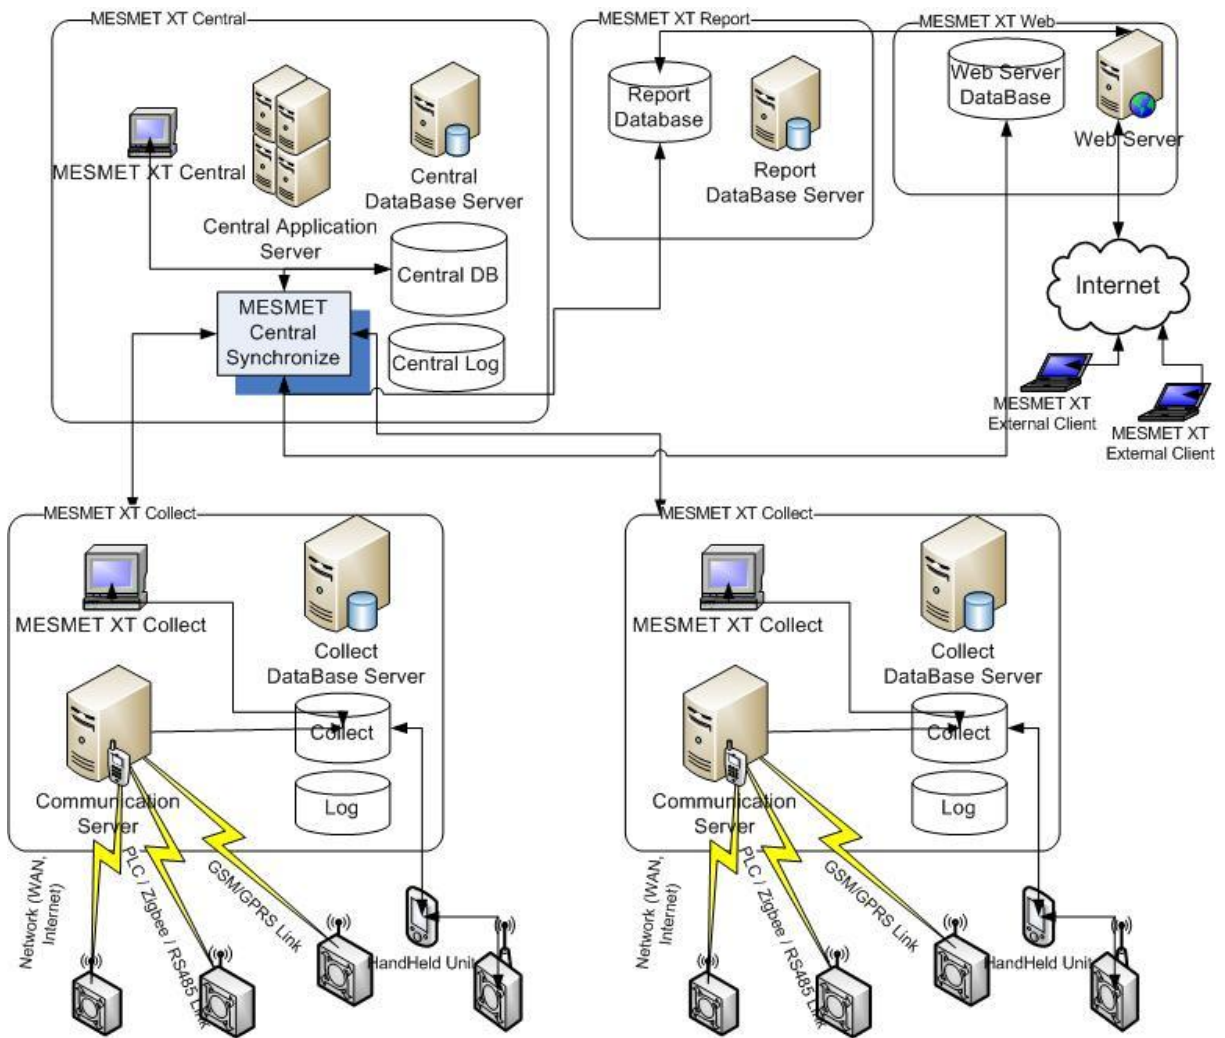 MESMET XT Central
MESMET XT Central
Central Application
Server
Central
DataBase Server
Central DB
Central Log
MESMET
Central
Synchronize
MESMET XT Report
Report
Database
Report
DataBase Server
MESMET XT Web
Web Server
DataBase
Web Server
Internet
MESMET XT
External Client
MESMET XT
External Client
MESMET XT Collect
MESMET XT Collect
Collect
DataBase Server
Collect
Log
Communication
Server
Network (WAN,
Internet)
PLC / Zigbee / RS485 Link
GSM/GPRS Link
HandHeld Unit
MESMET XT Collect
MESMET XT Collect
Collect
DataBase Server
Collect
Log
Communication
Server
Network (WAN,
Internet)
PLC / Zigbee / RS485 Link
GSM/GPRS Link
HandHeld Unit